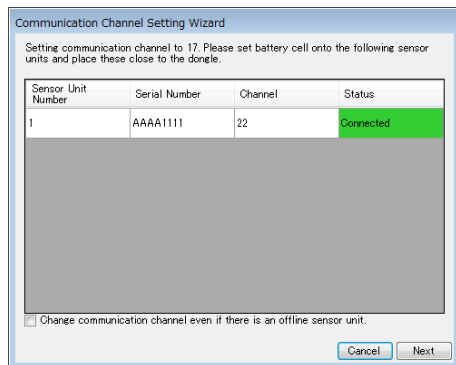 Communication Channel Setting Wizard
Setting communication channel to 17. Please set battery cell onto the following sensor
units and place these close to the dongle.
Sensor Unit
Number
Serial Number
Channel
Status
1
AAAA1111
22
Connected
Change communication channel even if there is an offline sensor unit.
Cancel
Next